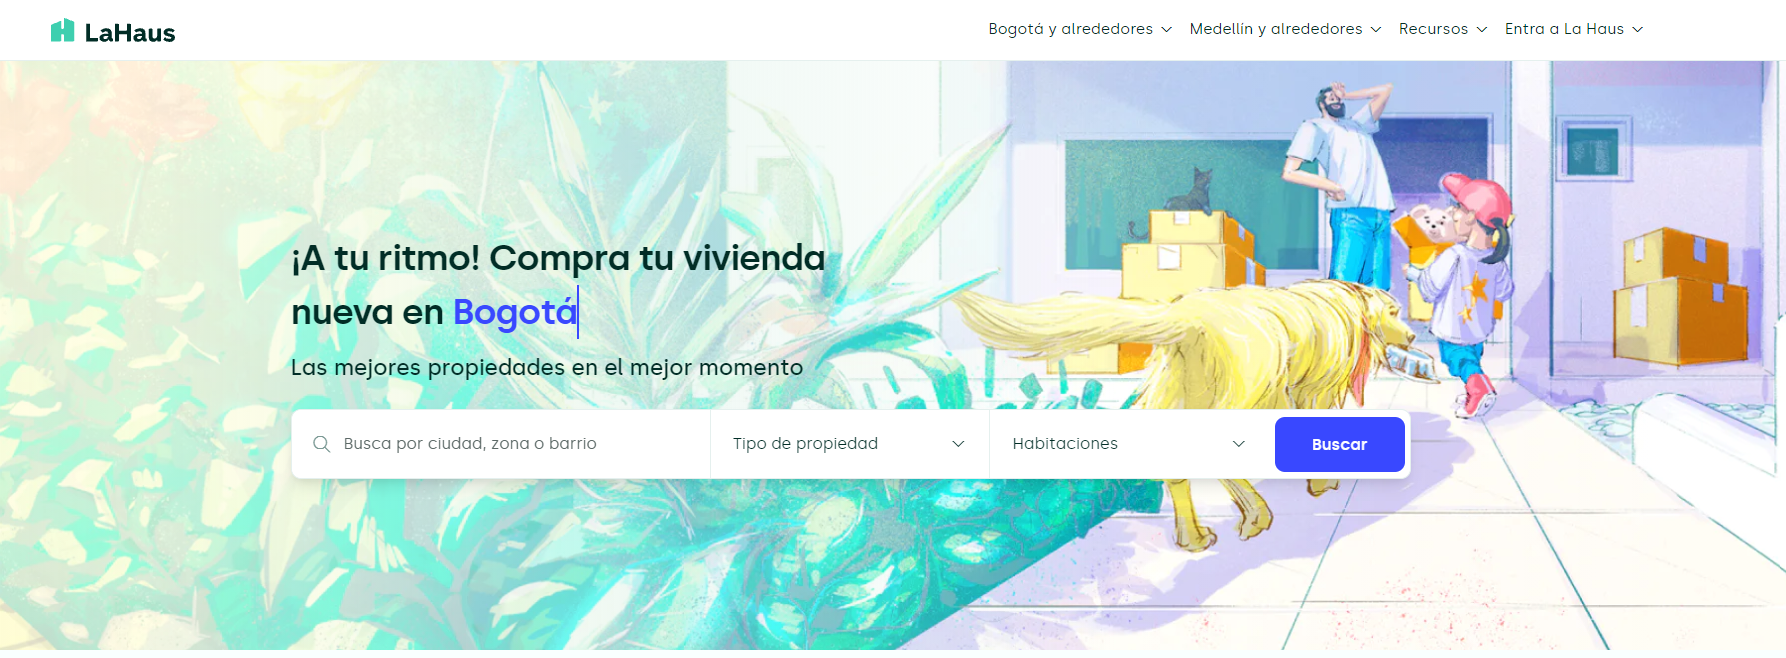 LaHaus
Bogotá y alrededores
Medellín y alrededores
Recursos
Entra a La Haus
¡A tu ritmo! Compra tu vivienda
nueva en Bogotá
Las mejores propiedades en el mejor momento
Busca por ciudad, zona o barrio
Tipo de propiedad
Habitaciones
Buscar